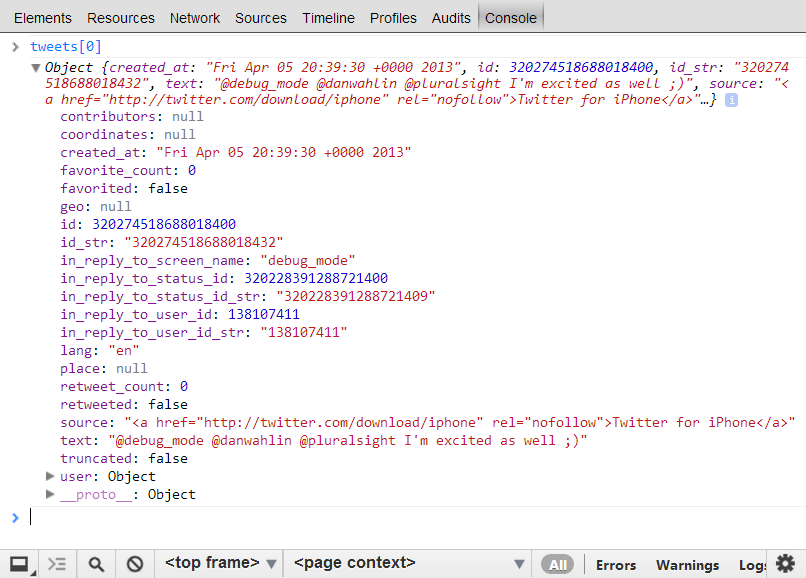 Elements Resources Network Sources Timeline Profiles Audits Console
tweets[0]
Object {created_at: "Fri Apr 05 20:39:30 +0000 2013", id: 320274518688018400, id_str: "320274
518688018432", text: "@debug_mode @danwahlin @pluralsight I'm excited as well ;)", source: "<
a href="http://twitter.com/download/iphone" rel="nofollow">Twitter for iPhone</a>"…}
contributors: null
coordinates: null
created_at: "Fri Apr 05 20:39:30 +0000 2013"
favorite_count: 0
favorited: false
geo: null
id: 320274518688018400
id_str: "320274518688018432"
in_reply_to_screen_name: "debug_mode"
in_reply_to_status_id: 320228391288721400
in_reply_to_status_id_str: "320228391288721409"
in_reply_to_user_id: 138107411
in_reply_to_user_id_str: "138107411"
lang: "en"
place: null
retweet_count: 0
retweeted: false
source: "<a href="http://twitter.com/download/iphone" rel="nofollow">Twitter for iPhone</a>"
text: "@debug_mode @danwahlin @pluralsight I'm excited as well ;)"
truncated: false
user: Object
__proto__: Object
<top frame> <page context> All Errors Warnings Logs